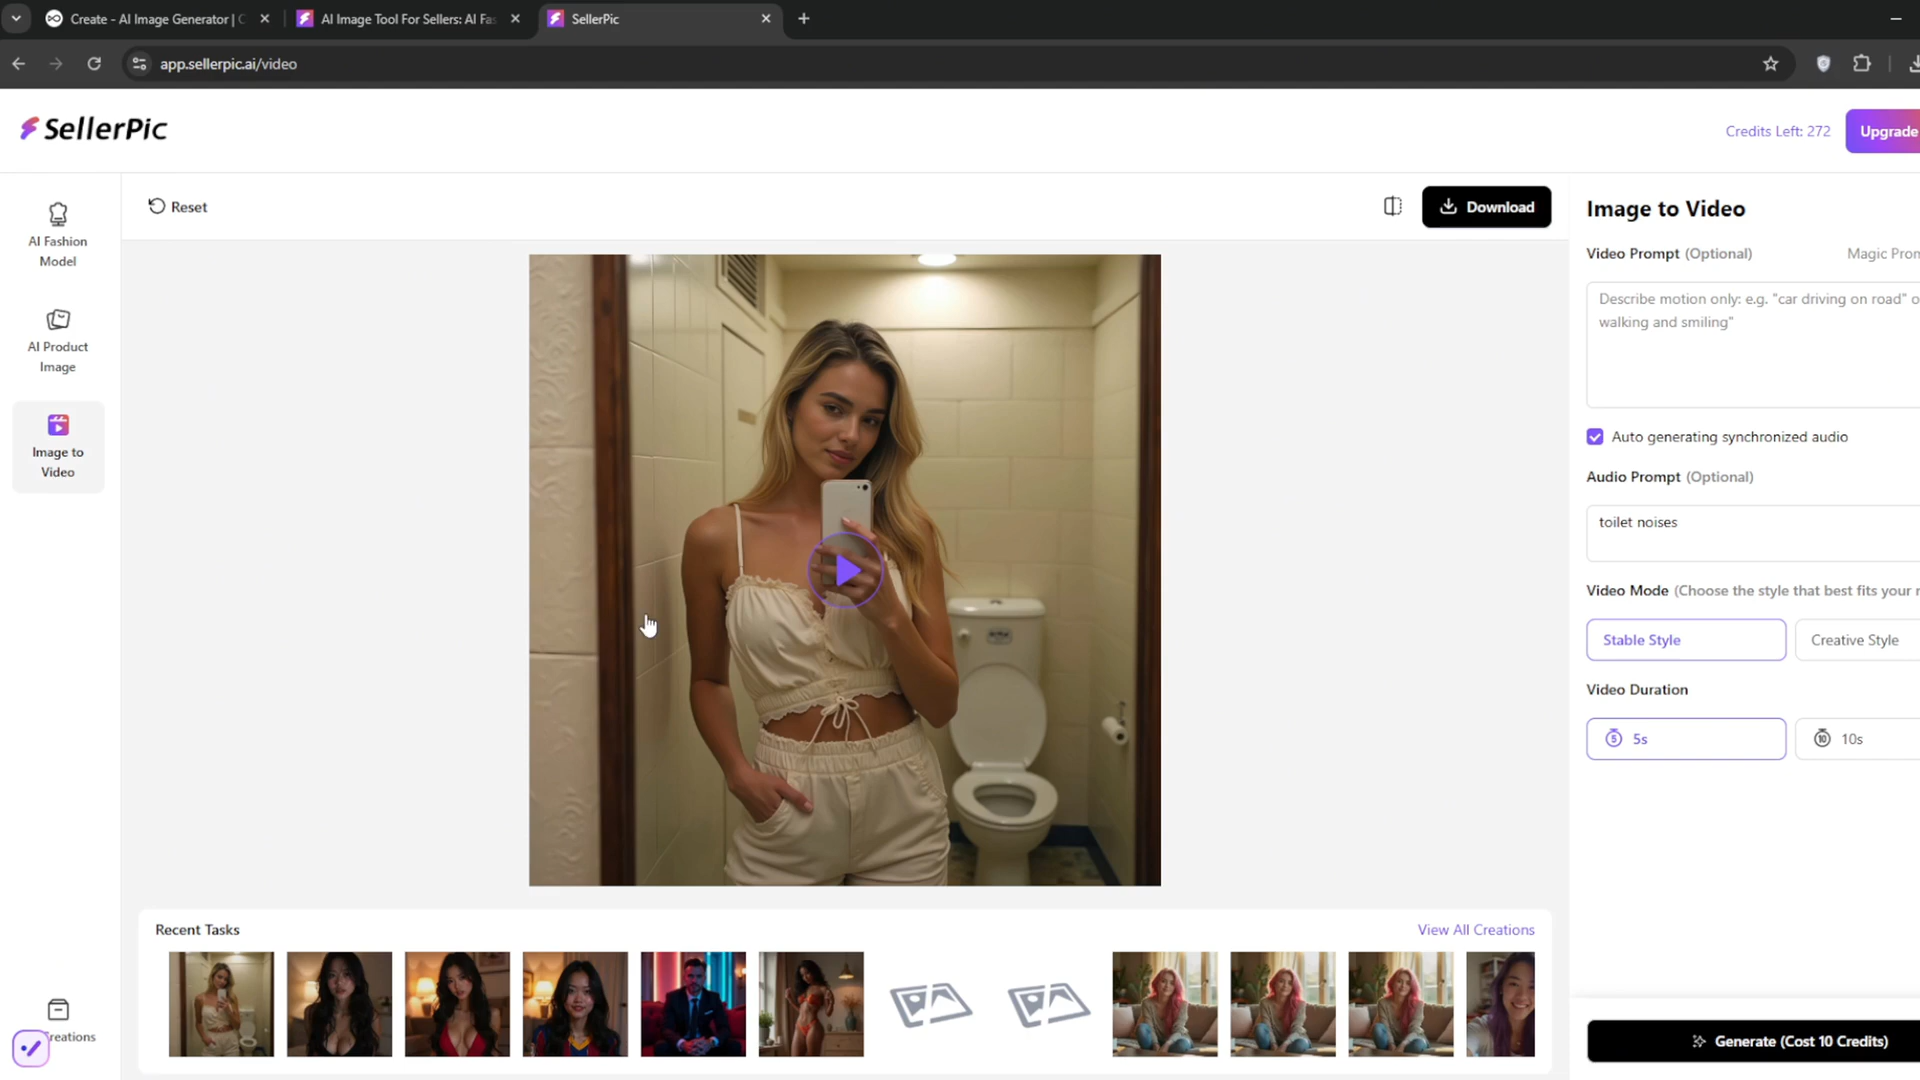 Create - AI Image Generator | C
AI Image Tool For Sellers: AI Fas
SellerPic
app.sellerpic.ai/video
SellerPic
Credits Left: 272
Upgrade
AI Fashion
Model
AI Product
Image
Image to
Video
reations
Reset
Download
Recent Tasks
View All Creations
Image to Video
Video Prompt (Optional)
Magic Pron
Describe motion only: e.g. "car driving on road" o
walking and smiling"
Auto generating synchronized audio
Audio Prompt (Optional)
toilet noises
Video Mode (Choose the style that best fits your r
Stable Style
Creative Style
Video Duration
5 5s
10 10s
Generate (Cost 10 Credits)